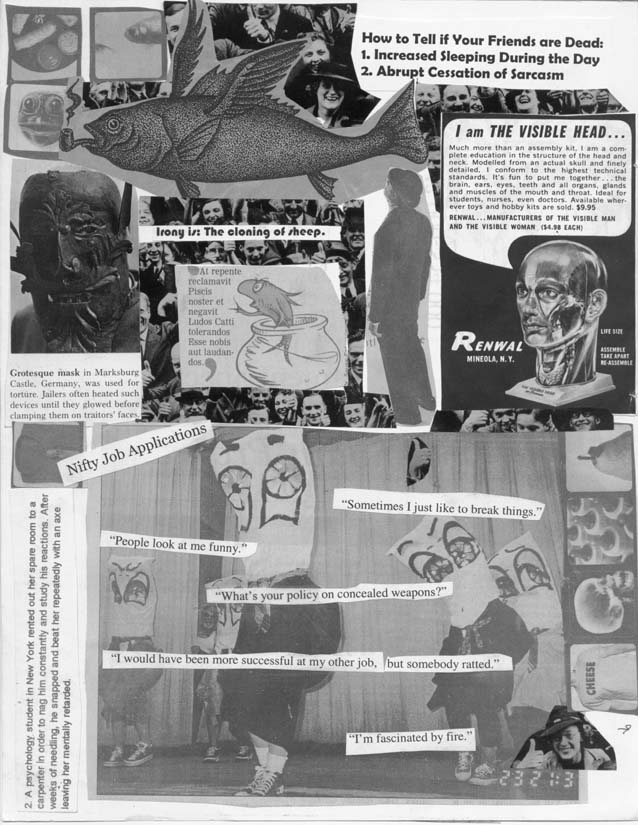 How to Tell if Your Friends are Dead:
1. Increased Sleeping During the Day
2. Abrupt Cessation of Sarcasm
I am THE VISIBLE HEAD...
Much more than an assembly kit, I am a com-
plete education in the structure of the head and
neck. Modelled from an actual skull and finely
detailed, I conform to the highest technical
standards. It's fun to put me together...the
brain, ears, eyes, teeth and all organs, glands
and muscles of the mouth and throat. Ideal for
students, nurses, even doctors. Available wher-
ever toys and hobby kits are sold. $9.95
RENWAL...MANUFACTURERS OF THE VISIBLE MAN
AND THE VISIBLE WOMAN ($4.98 EACH)
RENWAL
MINEOLA, N.Y.
LIFE SIZE
ASSEMBLE
TAKE APART
RE-ASSEMBLE
Irony is: The cloning of sheep.
At repente
reclamavit
Piscis
noster et
negavit
Ludos Catti
tolerandos
Esse nobis
aut laudan-
dos.
Grotesque mask in Marksburg
Castle, Germany, was used for
torture. Jailers often heated such
devices until they glowed before
clamping them on traitors' faces.
Nifty Job Applications
"Sometimes I just like to break things."
"People look at me funny."
"What's your policy on concealed weapons?"
"I would have been more successful at my other job, but somebody ratted."
"I'm fascinated by fire."
CHEESE
23 21:3
2. A psychology student in New York rented out her spare room to a
carpenter in order to nag him constantly and study his reactions. After
weeks of needling, he snapped and beat her repeatedly with an axe
leaving her mentally retarded.